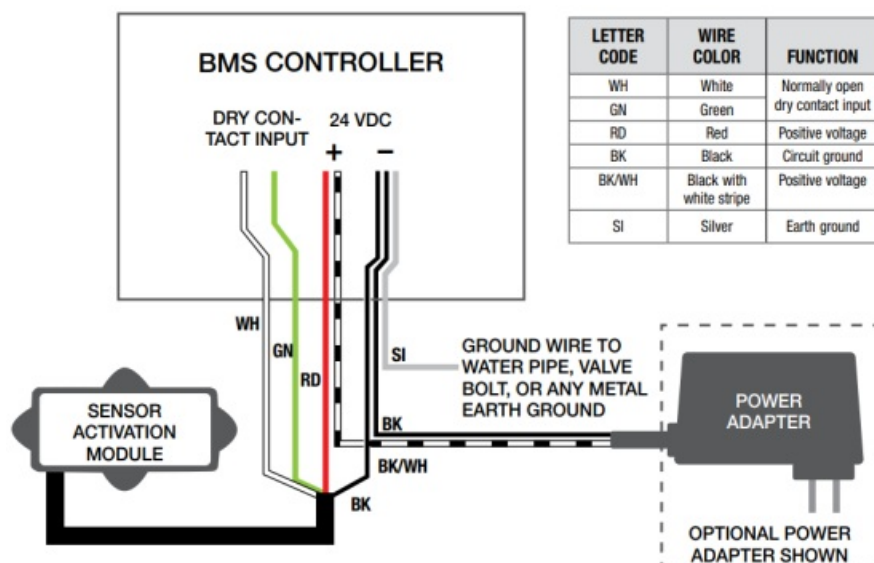 BMS CONTROLLER
DRY CON-
TACT INPUT
24 VDC
+
−
LETTER
CODE
WIRE
COLOR
FUNCTION
WH
White
Normally open
dry contact input
GN
Green
RD
Red
Positive voltage
BK
Black
Circuit ground
BK/WH
Black with
white stripe
Positive voltage
SI
Silver
Earth ground
WH
GN
RD
SI
GROUND WIRE TO
WATER PIPE, VALVE
BOLT, OR ANY METAL
EARTH GROUND
SENSOR
ACTIVATION
MODULE
BK
BK/WH
BK
POWER
ADAPTER
OPTIONAL POWER
ADAPTER SHOWN